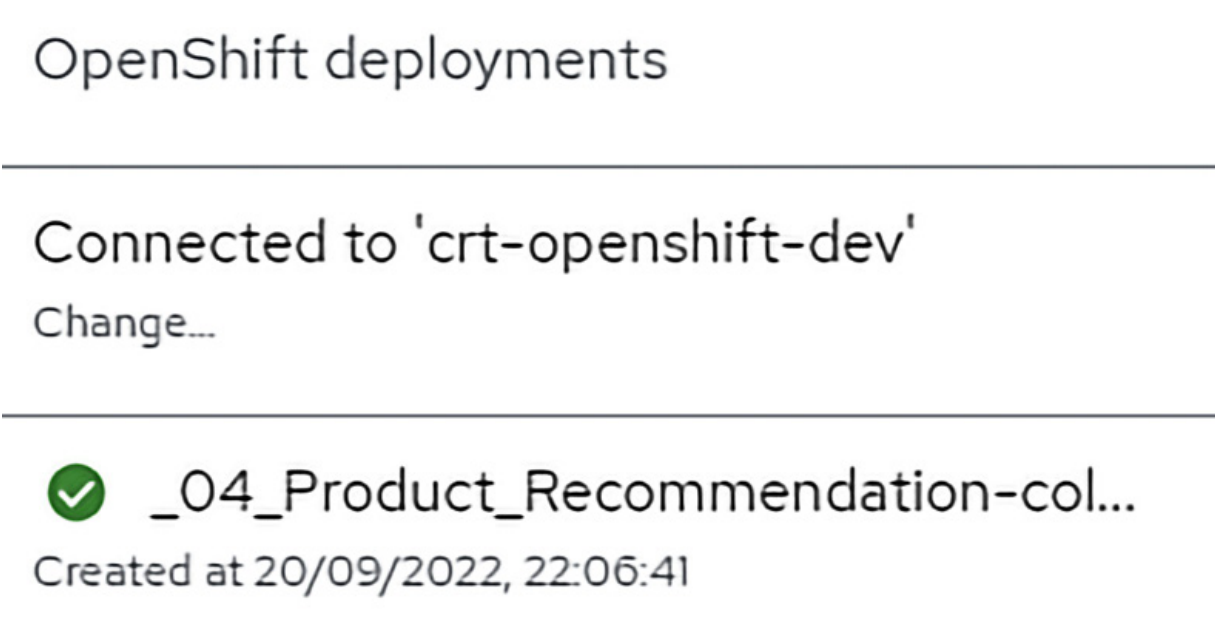 OpenShift deployments
Connected to 'crt-openshift-dev'
Change...
_04_Product_Recommendation-col...
Created at 20/09/2022, 22:06:41